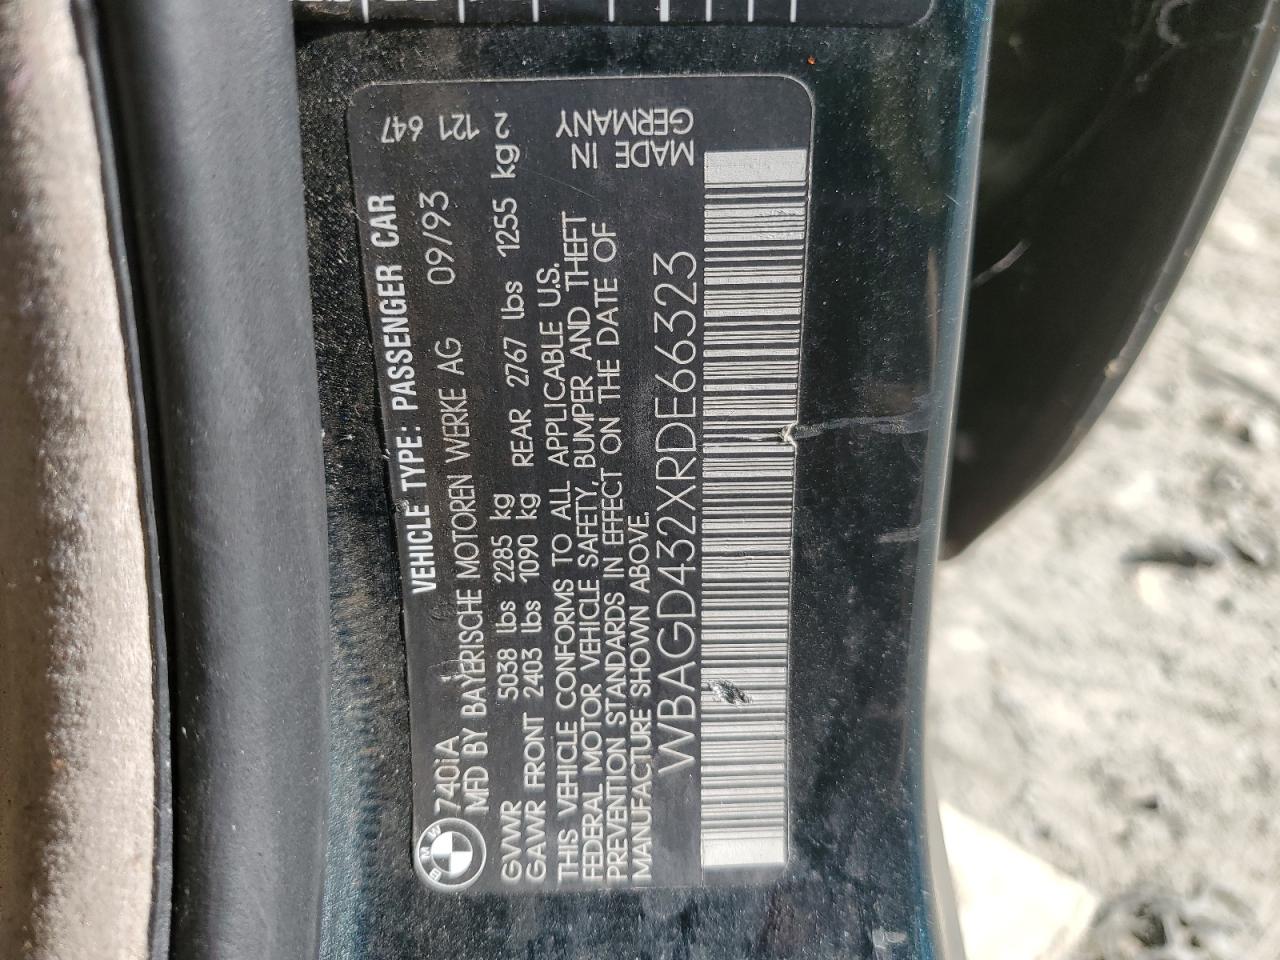 740iA VEHICLE TYPE: PASSENGER CAR 121 647
MFD BY BAYERISCHE MOTOREN WERKE AG 09/93
GVWR 5038 lbs 2285 kg
GAWR FRONT 2403 lbs 1090 kg REAR 2767 lbs 1255 kg 2
THIS VEHICLE CONFORMS TO ALL APPLICABLE U.S.
FEDERAL MOTOR VEHICLE SAFETY, BUMPER AND THEFT
PREVENTION STANDARDS IN EFFECT ON THE DATE OF
MANUFACTURE SHOWN ABOVE.
MADE IN
GERMANY
WBAGD432XRDE66323
BMW